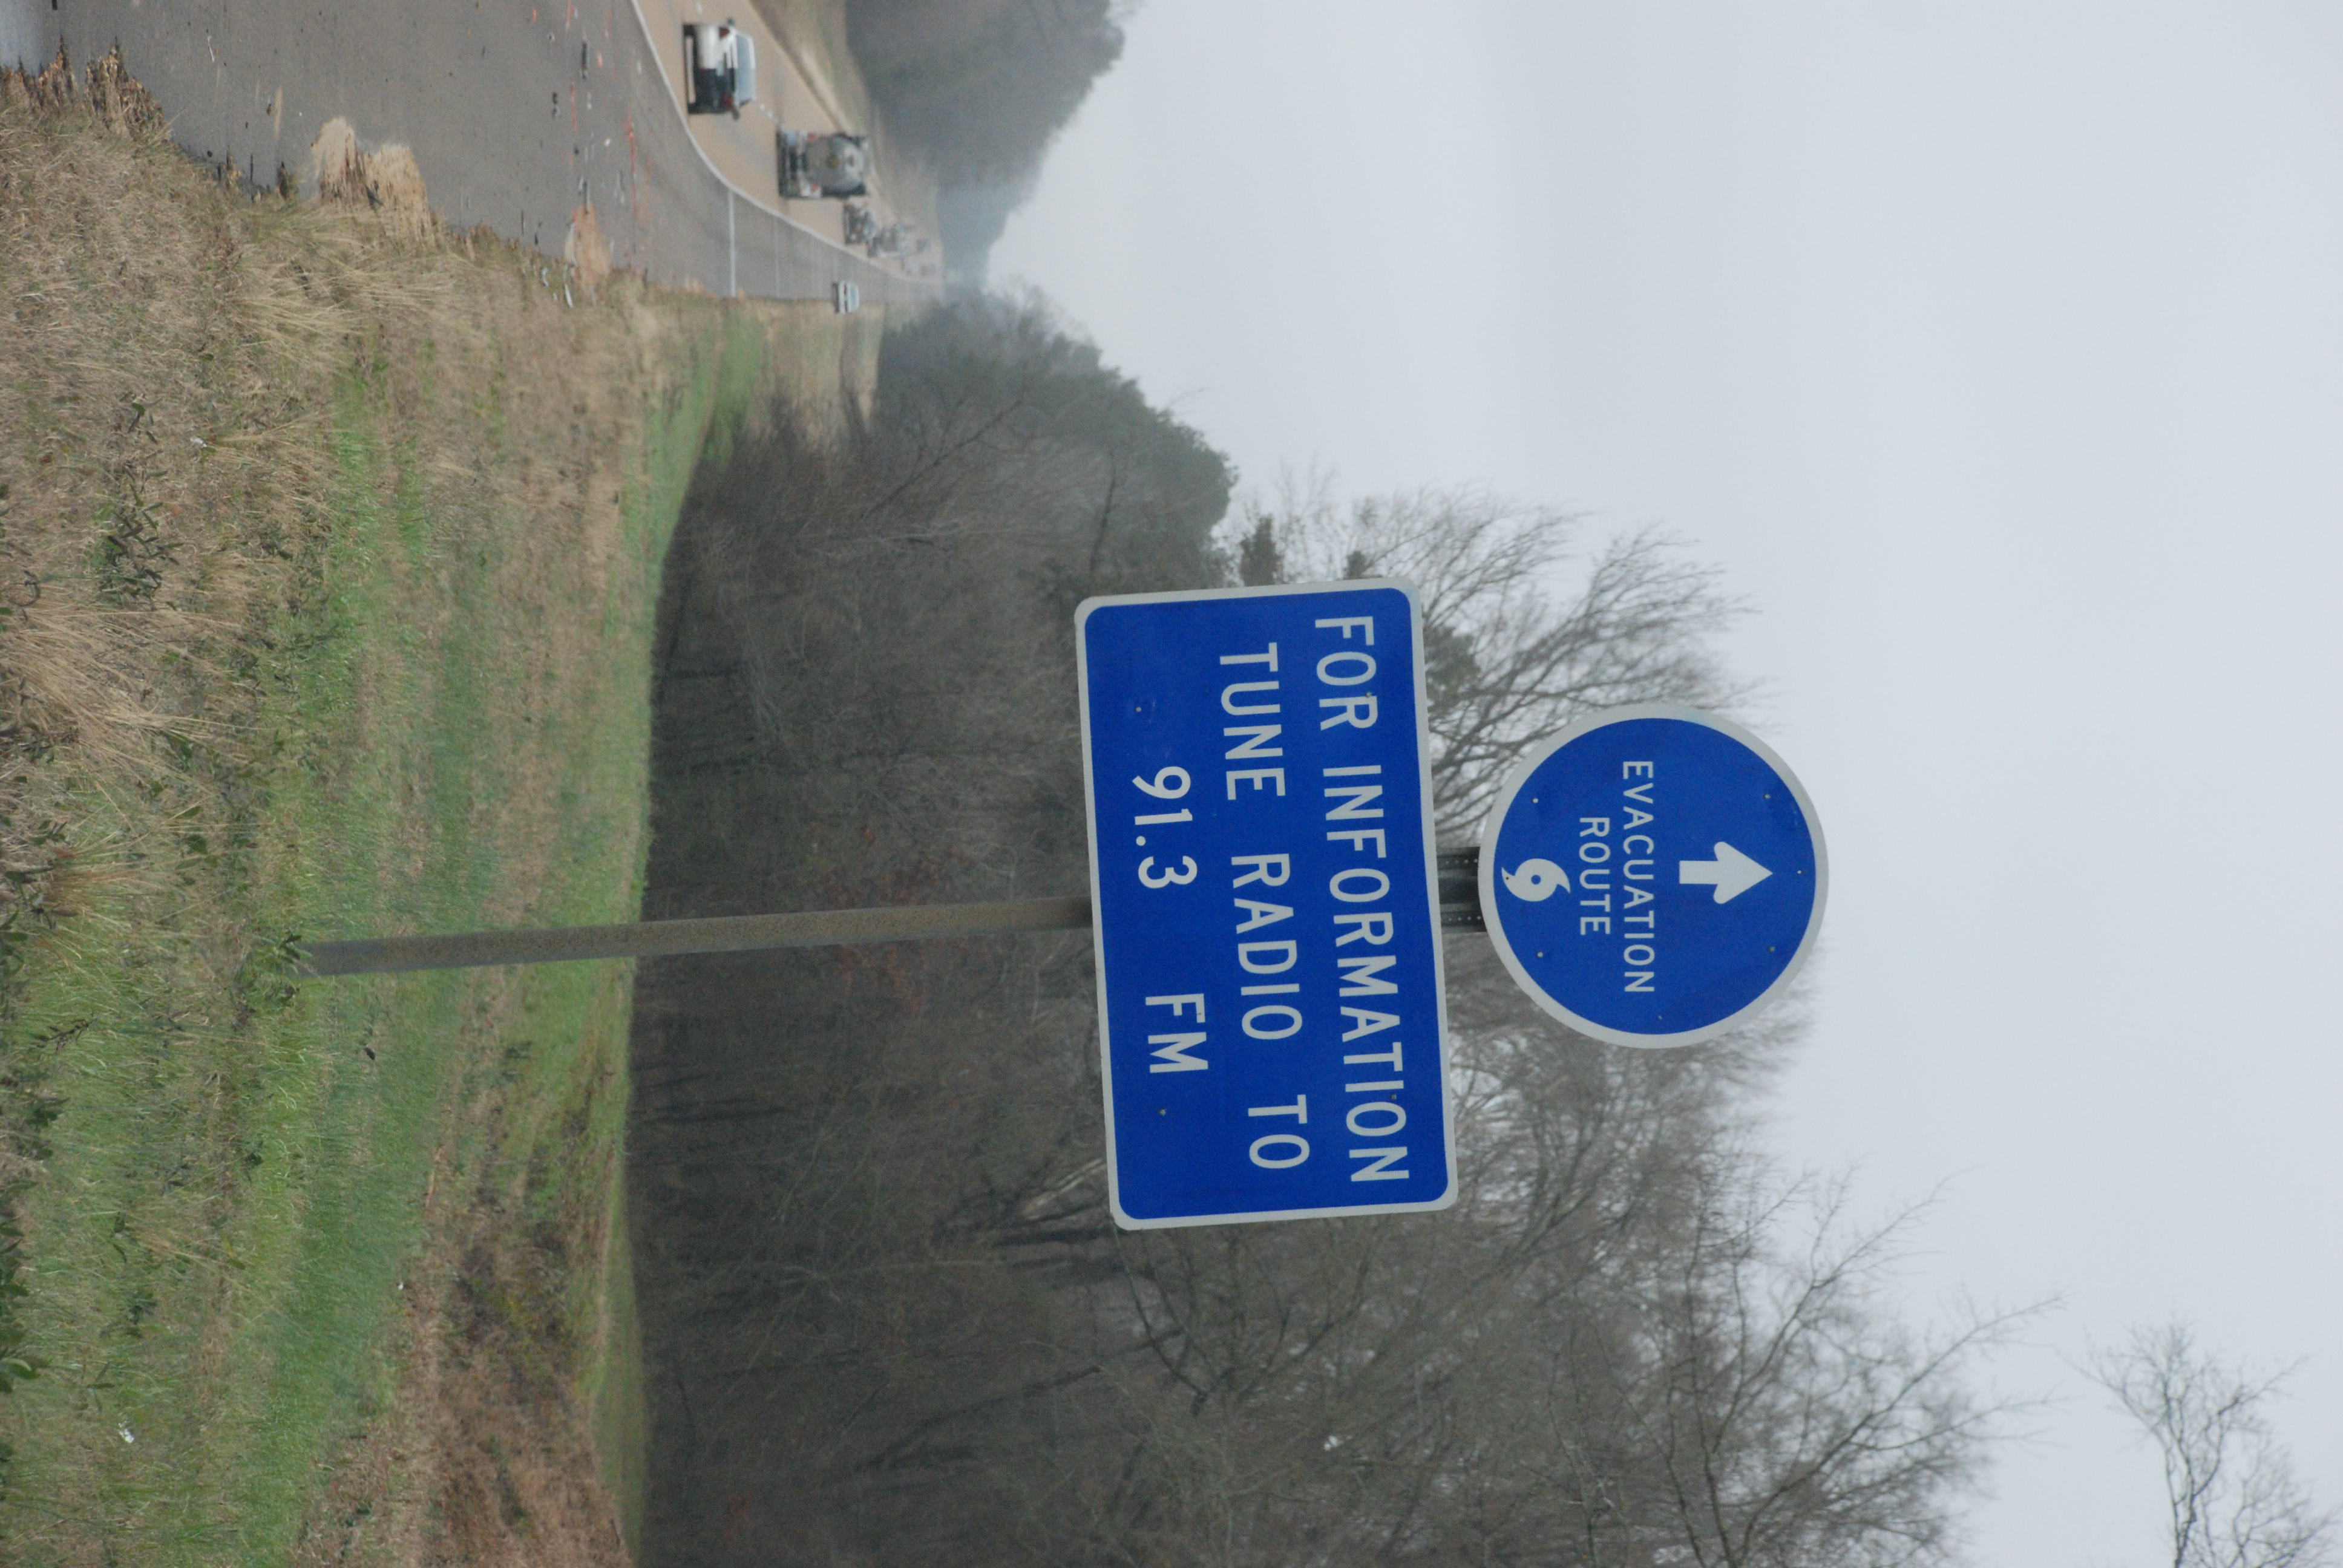 EVACUATION
ROUTE
FOR INFORMATION
TUNE RADIO TO
91.3 FM